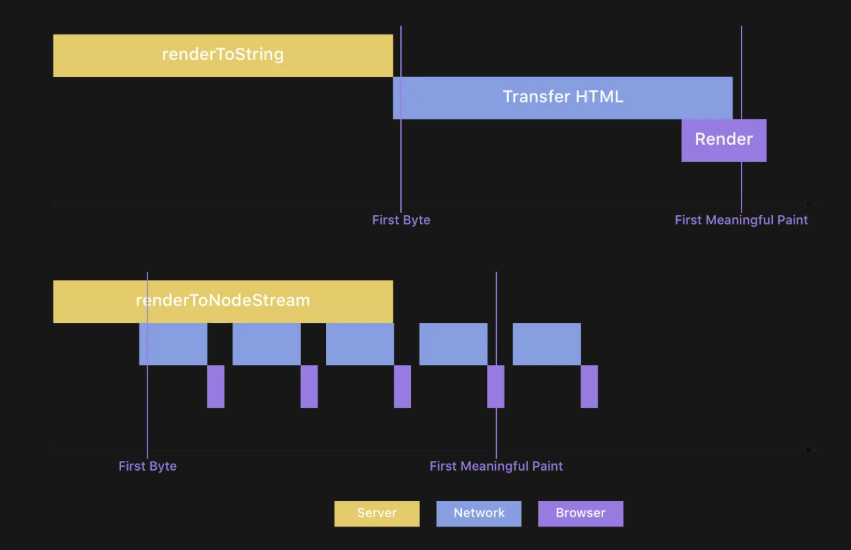 renderToString
Transfer HTML
Render
First Byte
First Meaningful Paint
renderToNodeStream
First Byte
First Meaningful Paint
Server
Network
Browser